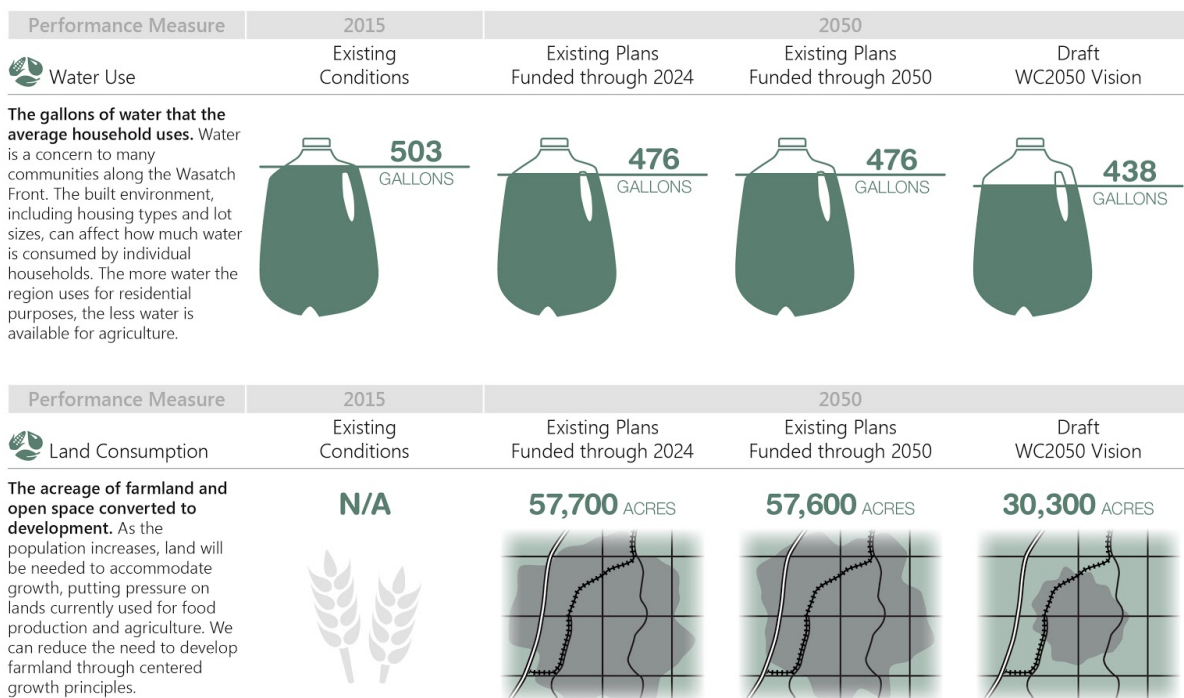 Performance Measure 2015 2050
Water Use
Existing
Conditions
Existing Plans
Funded through 2024
Existing Plans
Funded through 2050
Draft
WC2050 Vision
The gallons of water that the
average household uses. Water
is a concern to many
communities along the Wasatch
Front. The built environment,
including housing types and lot
sizes, can affect how much water
is consumed by individual
households. The more water the
region uses for residential
purposes, the less water is
available for agriculture.
503
GALLONS
476
GALLONS
476
GALLONS
438
GALLONS
Performance Measure 2015 2050
Land Consumption
Existing
Conditions
Existing Plans
Funded through 2024
Existing Plans
Funded through 2050
Draft
WC2050 Vision
The acreage of farmland and
open space converted to
development. As the
population increases, land will
be needed to accommodate
growth, putting pressure on
lands currently used for food
production and agriculture. We
can reduce the need to develop
farmland through centered
growth principles.
N/A
57,700 ACRES
57,600 ACRES
30,300 ACRES